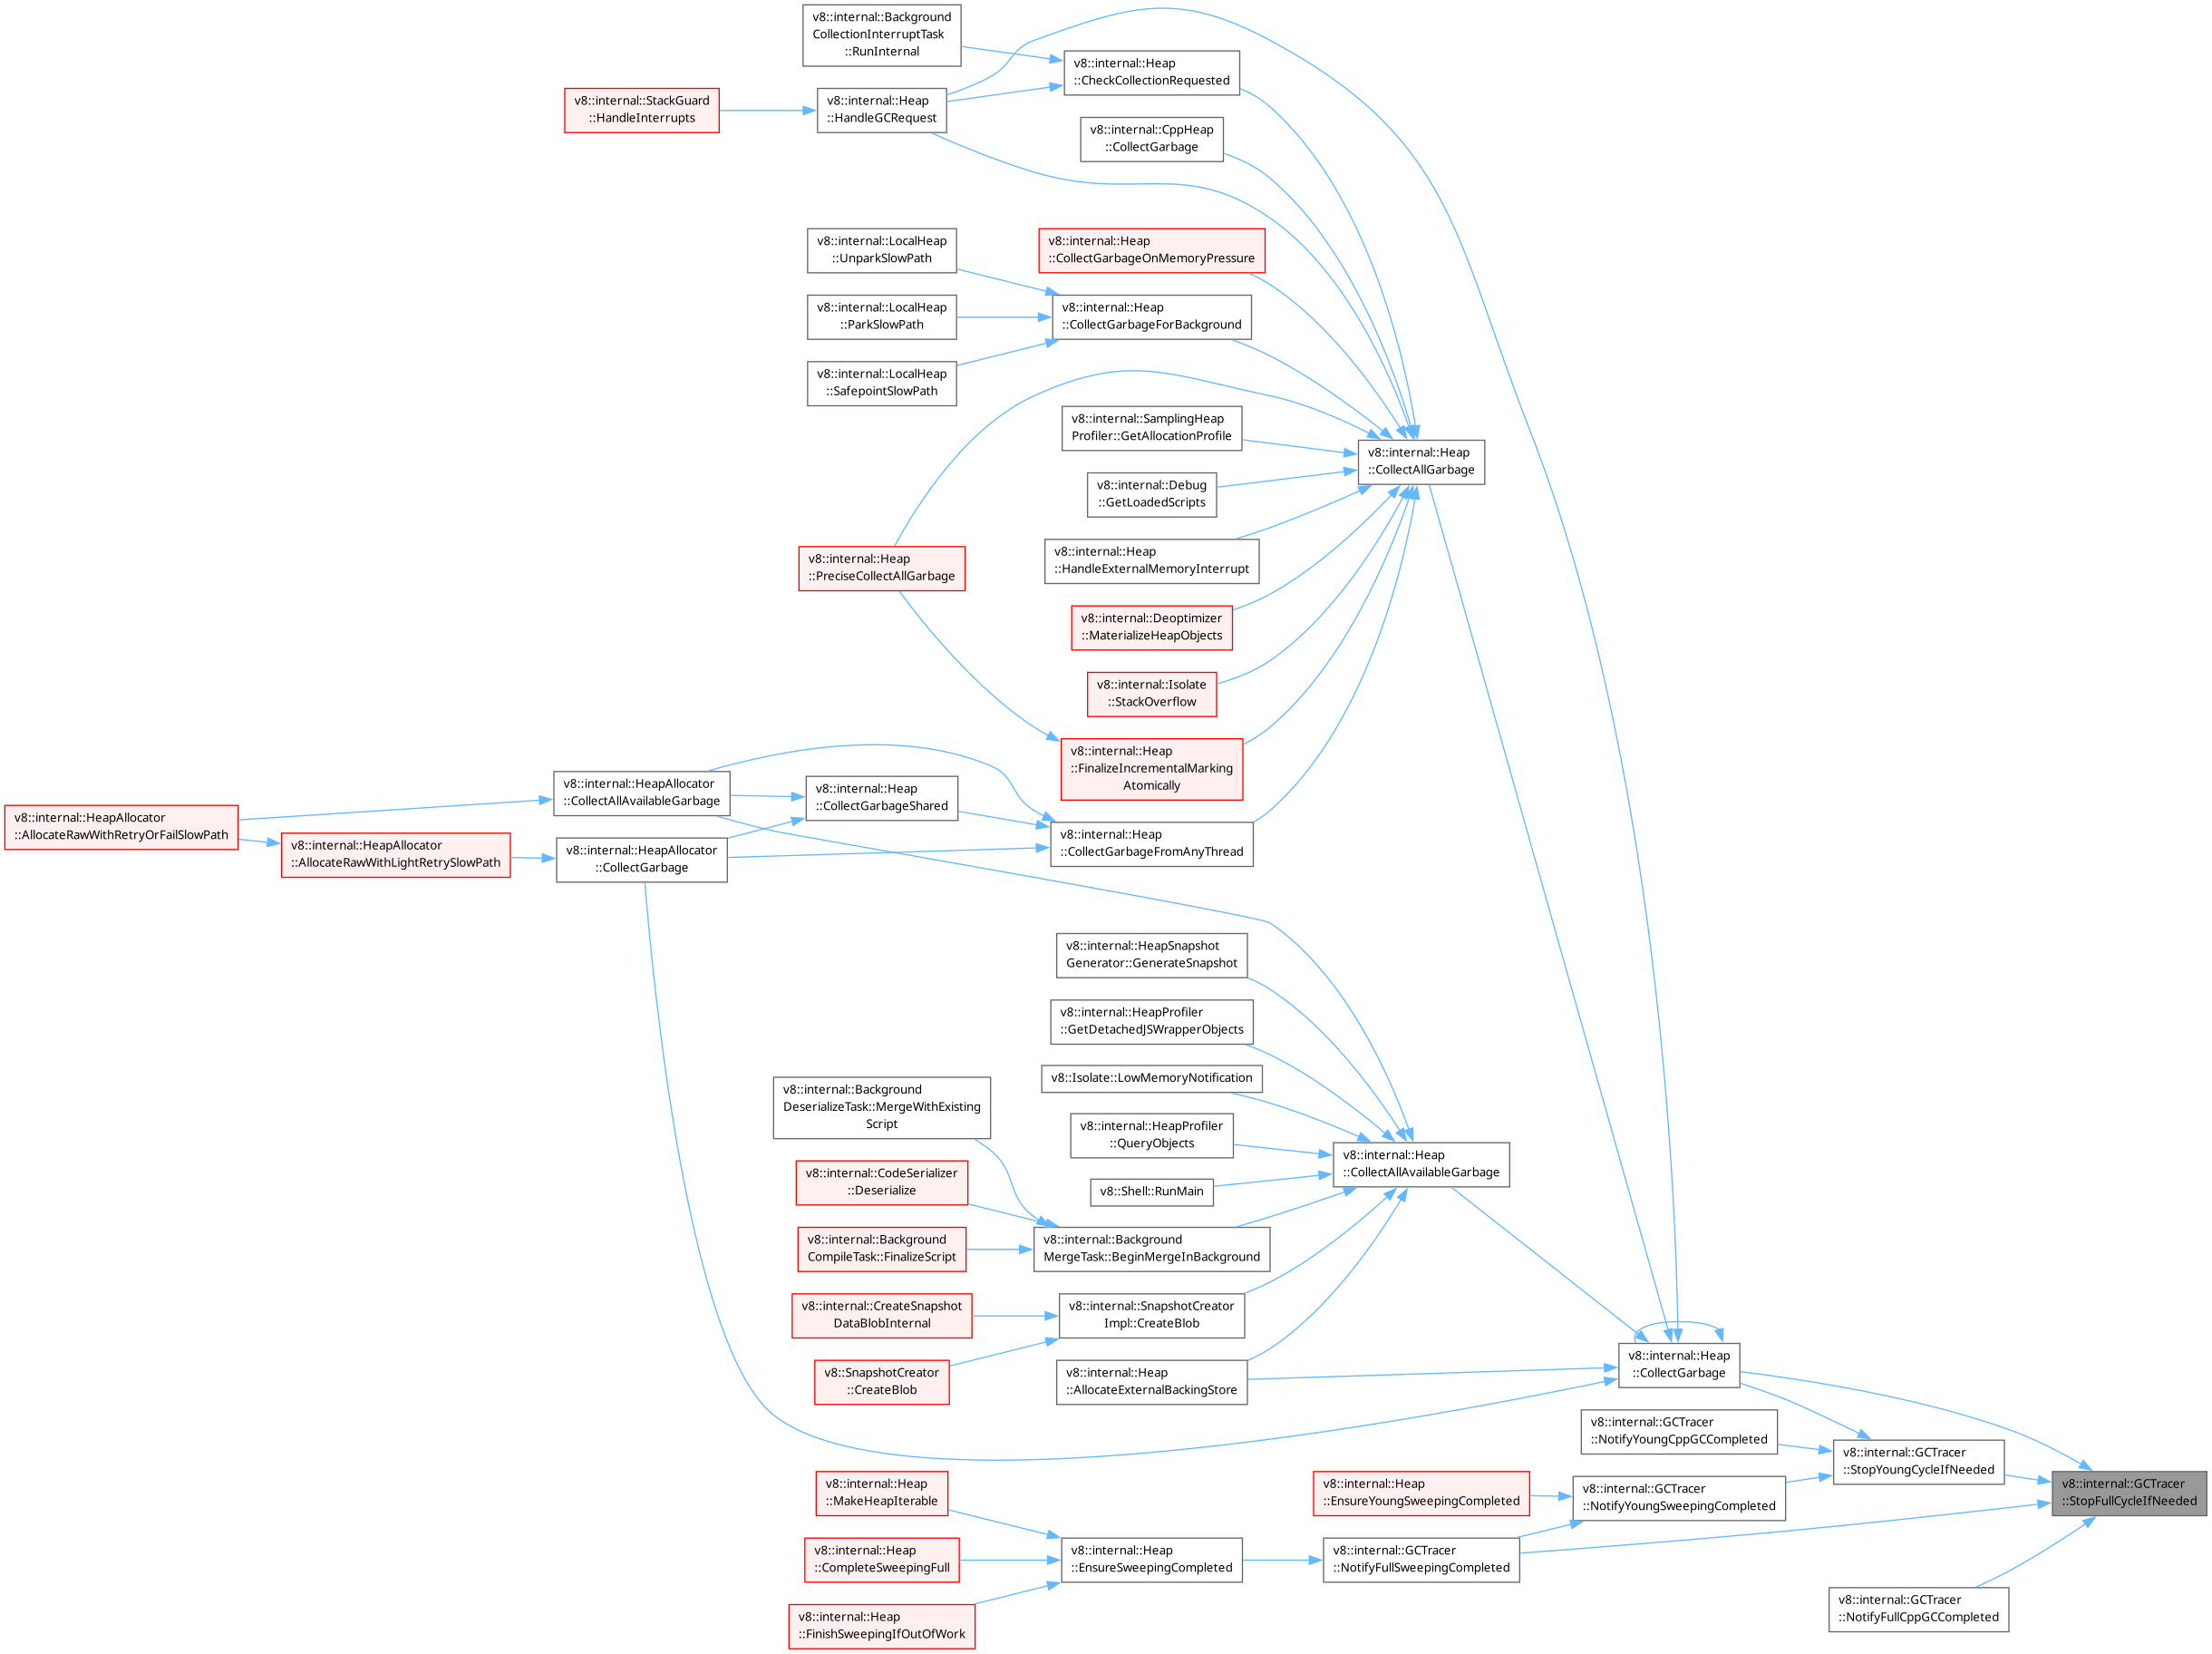 v8::internal::Background
CollectionInterruptTask
::RunInternal
v8::internal::Heap
::CheckCollectionRequested
v8::internal::StackGuard
::HandleInterrupts
v8::internal::Heap
::HandleGCRequest
v8::internal::CppHeap
::CollectGarbage
v8::internal::LocalHeap
::UnparkSlowPath
v8::internal::Heap
::CollectGarbageOnMemoryPressure
v8::internal::LocalHeap
::ParkSlowPath
v8::internal::Heap
::CollectGarbageForBackground
v8::internal::LocalHeap
::SafepointSlowPath
v8::internal::SamplingHeap
Profiler::GetAllocationProfile
v8::internal::Heap
::CollectAllGarbage
v8::internal::Debug
::GetLoadedScripts
v8::internal::Heap
::PreciseCollectAllGarbage
v8::internal::Heap
::HandleExternalMemoryInterrupt
v8::internal::Deoptimizer
::MaterializeHeapObjects
v8::internal::Isolate
::StackOverflow
v8::internal::Heap
::FinalizeIncrementalMarking
Atomically
v8::internal::HeapAllocator
::CollectAllAvailableGarbage
v8::internal::Heap
::CollectGarbageShared
v8::internal::HeapAllocator
::AllocateRawWithRetryOrFailSlowPath
v8::internal::HeapAllocator
::AllocateRawWithLightRetrySlowPath
v8::internal::HeapAllocator
::CollectGarbage
v8::internal::Heap
::CollectGarbageFromAnyThread
v8::internal::HeapSnapshot
Generator::GenerateSnapshot
v8::internal::HeapProfiler
::GetDetachedJSWrapperObjects
v8::Isolate::LowMemoryNotification
v8::internal::Background
DeserializeTask::MergeWithExisting
Script
v8::internal::HeapProfiler
::QueryObjects
v8::internal::Heap
::CollectAllAvailableGarbage
v8::internal::CodeSerializer
::Deserialize
v8::Shell::RunMain
v8::internal::Background
CompileTask::FinalizeScript
v8::internal::Background
MergeTask::BeginMergeInBackground
v8::internal::CreateSnapshot
DataBlobInternal
v8::internal::SnapshotCreator
Impl::CreateBlob
v8::SnapshotCreator
::CreateBlob
v8::internal::Heap
::AllocateExternalBackingStore
v8::internal::Heap
::CollectGarbage
v8::internal::GCTracer
::NotifyYoungCppGCCompleted
v8::internal::GCTracer
::StopYoungCycleIfNeeded
v8::internal::GCTracer
::StopFullCycleIfNeeded
v8::internal::Heap
::MakeHeapIterable
v8::internal::Heap
::EnsureYoungSweepingCompleted
v8::internal::GCTracer
::NotifyYoungSweepingCompleted
v8::internal::Heap
::CompleteSweepingFull
v8::internal::Heap
::EnsureSweepingCompleted
v8::internal::GCTracer
::NotifyFullSweepingCompleted
v8::internal::Heap
::FinishSweepingIfOutOfWork
v8::internal::GCTracer
::NotifyFullCppGCCompleted